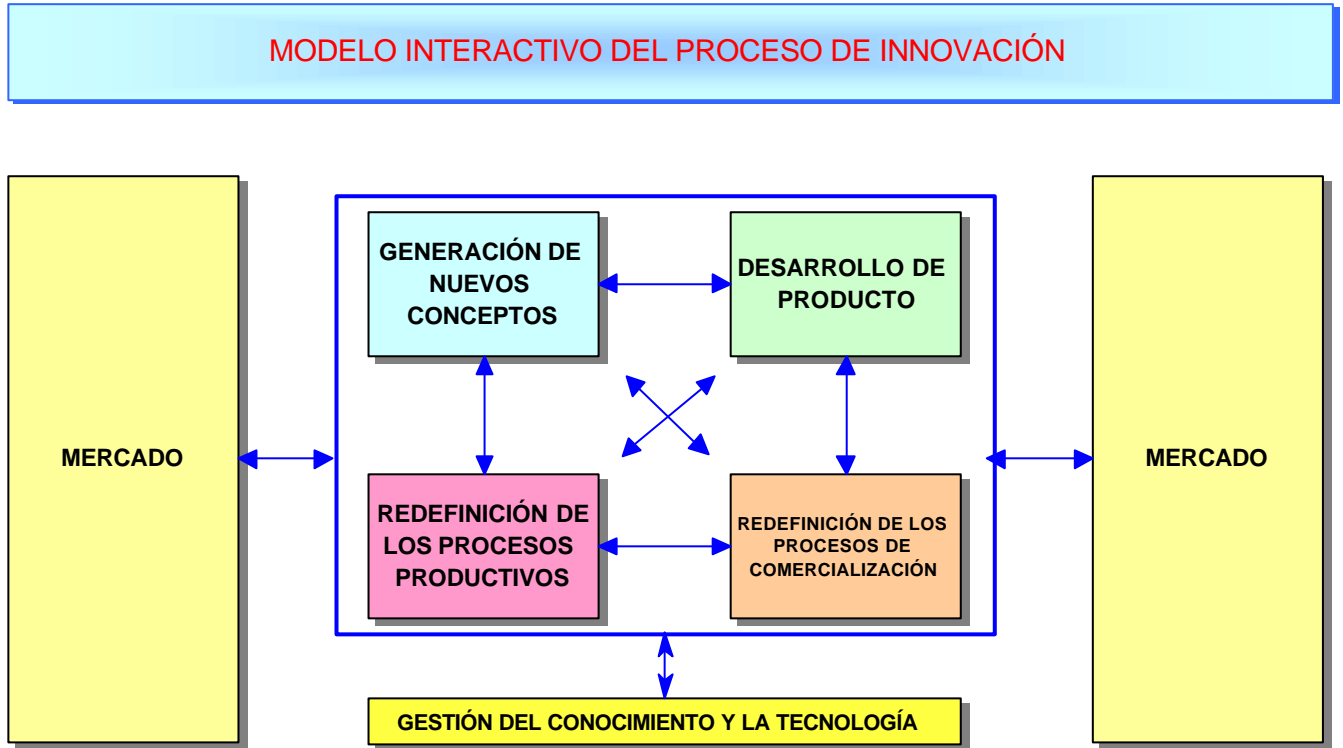 MODELO INTERACTIVO DEL PROCESO DE INNOVACIÓN
MERCADO
GENERACIÓN DE
NUEVOS
CONCEPTOS
DESARROLLO DE
PRODUCTO
REDEFINICIÓN DE
LOS PROCESOS
PRODUCTIVOS
REDEFINICIÓN DE LOS
PROCESOS DE
COMERCIALIZACIÓN
MERCADO
GESTIÓN DEL CONOCIMIENTO Y LA TECNOLOGÍA